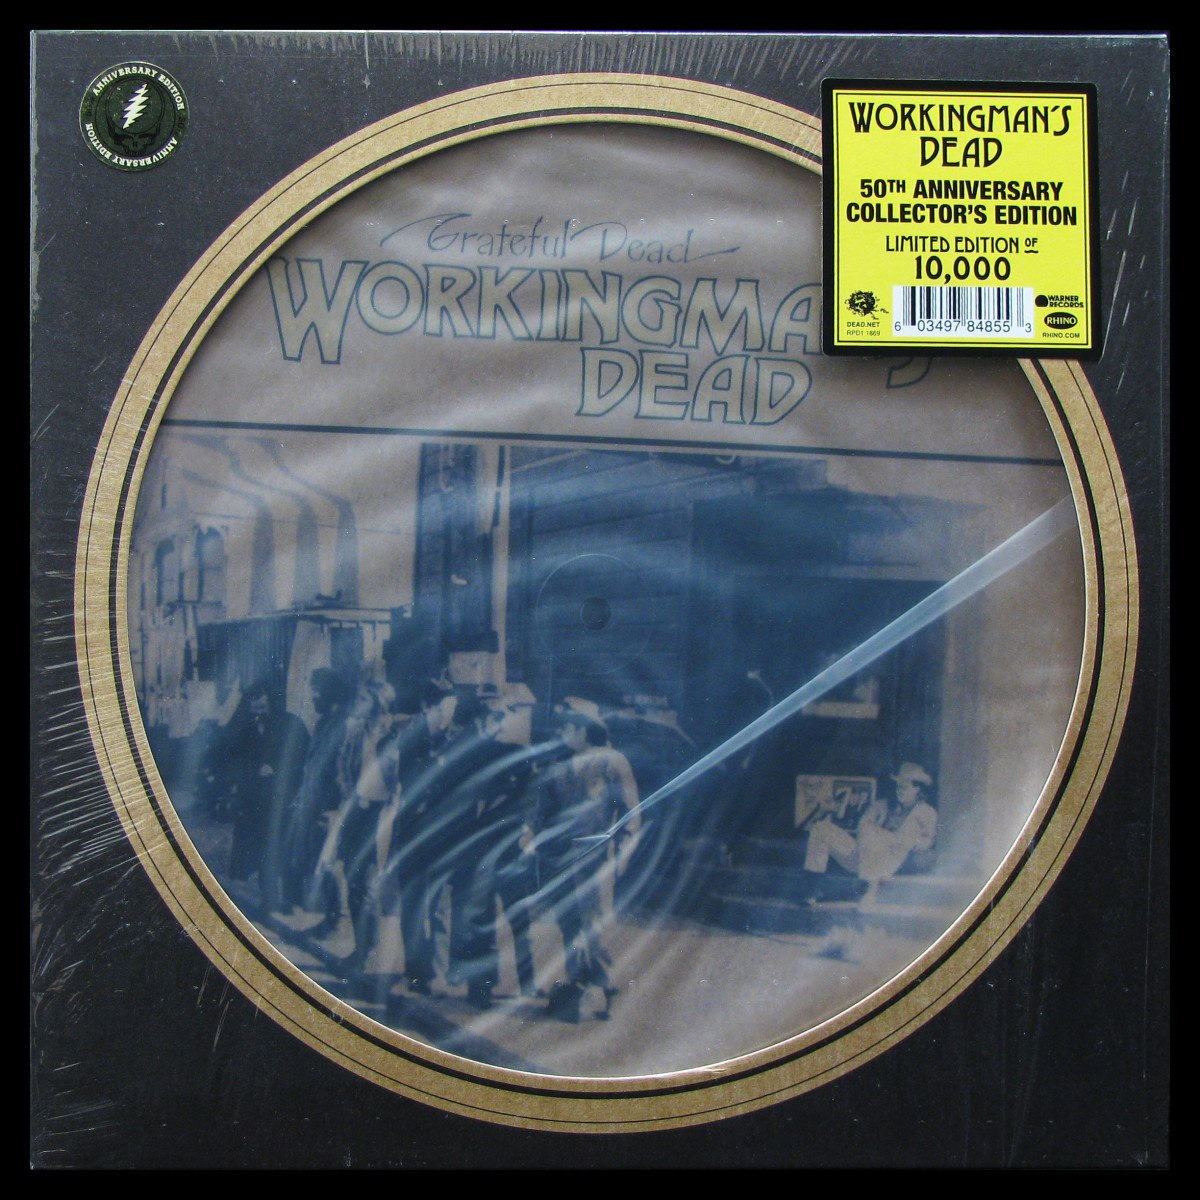 ANNIVERSARY EDITION
ANNIVERSARY EDITION
WORKINGMAN'S
DEAD
50TH ANNIVERSARY
COLLECTOR'S EDITION
LIMITED EDITION OF
10,000
DEAD.NET
RPD1 1869
6 03497 84855 3
WARNER
RECORDS
RHINO
RHINO.COM
Grateful Dead
WORKINGMA S
DEAD
7up